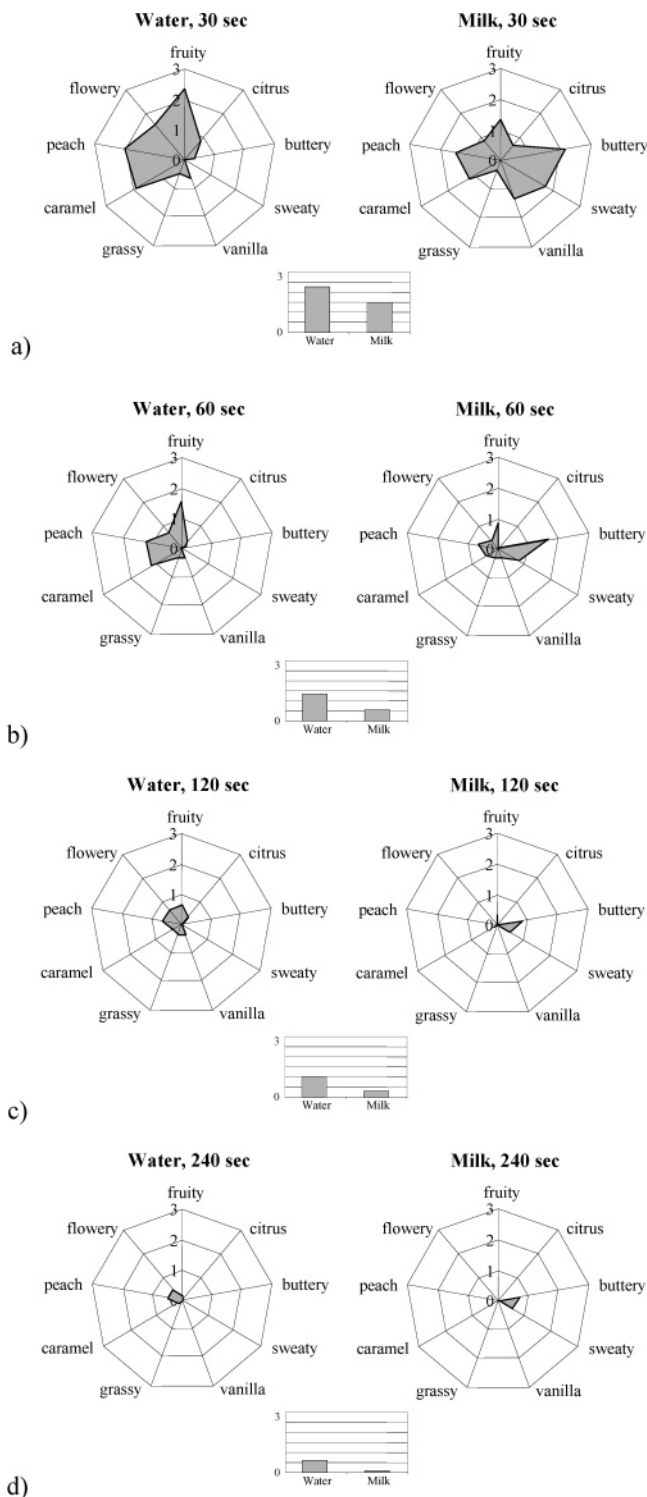 Water, 30 sec
fruity
3
flowery
citrus
2
peach
1
buttery
0
caramel
sweaty
grassy
vanilla
Milk, 30 sec
fruity
3
flowery
citrus
2
peach
1
buttery
0
caramel
sweaty
grassy
vanilla
3
0
Water Milk
a)
Water, 60 sec
fruity
3
flowery
citrus
2
peach
1
buttery
0
caramel
sweaty
grassy
vanilla
Milk, 60 sec
fruity
3
flowery
citrus
2
peach
1
buttery
0
caramel
sweaty
grassy
vanilla
3
0
Water Milk
b)
Water, 120 sec
fruity
3
flowery
citrus
2
peach
1
buttery
0
caramel
sweaty
grassy
vanilla
Milk, 120 sec
fruity
3
flowery
citrus
2
peach
1
buttery
0
caramel
sweaty
grassy
vanilla
3
0
Water Milk
c)
Water, 240 sec
fruity
3
flowery
citrus
2
peach
1
buttery
0
caramel
sweaty
grassy
vanilla
Milk, 240 sec
fruity
3
flowery
citrus
2
peach
1
buttery
0
caramel
sweaty
grassy
vanilla
3
0
Water Milk
d)